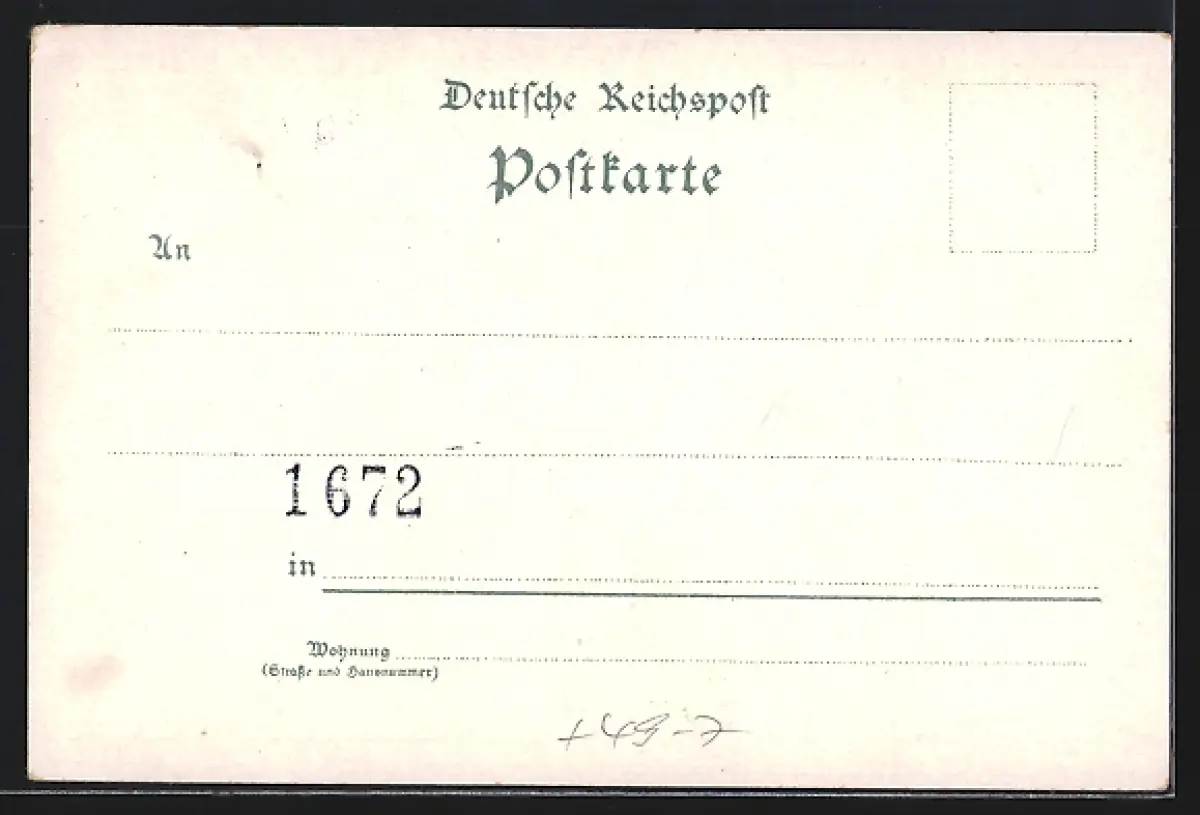 Deutsche Reichspost
Postkarte
An
1672
in
Wohnung
(Straße und Hausnummer)